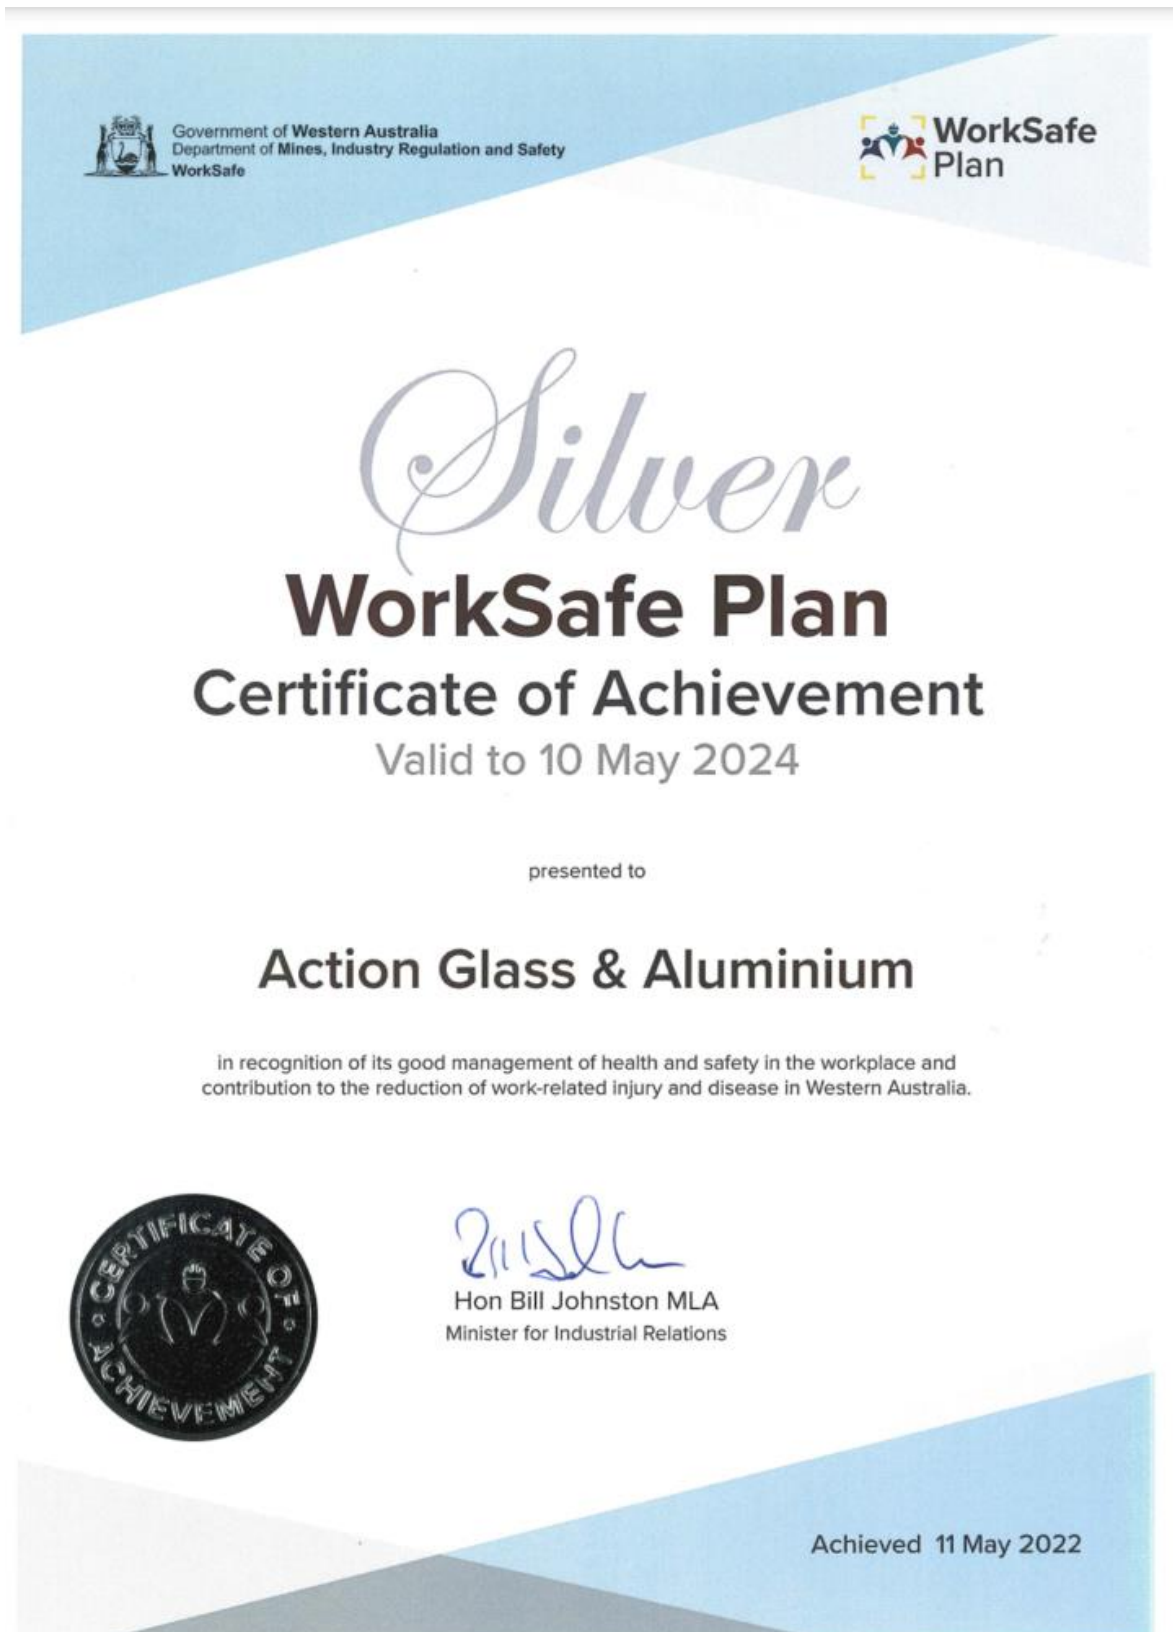 Government of Western Australia
Department of Mines, Industry Regulation and Safety
WorkSafe
WorkSafe
Plan
Silver
WorkSafe Plan
Certificate of Achievement
Valid to 10 May 2024
presented to
Action Glass & Aluminium
in recognition of its good management of health and safety in the workplace and
contribution to the reduction of work-related injury and disease in Western Australia.
CERTIFICATE OF
ACHIEVEMENT
Hon Bill Johnston MLA
Minister for Industrial Relations
Achieved 11 May 2022